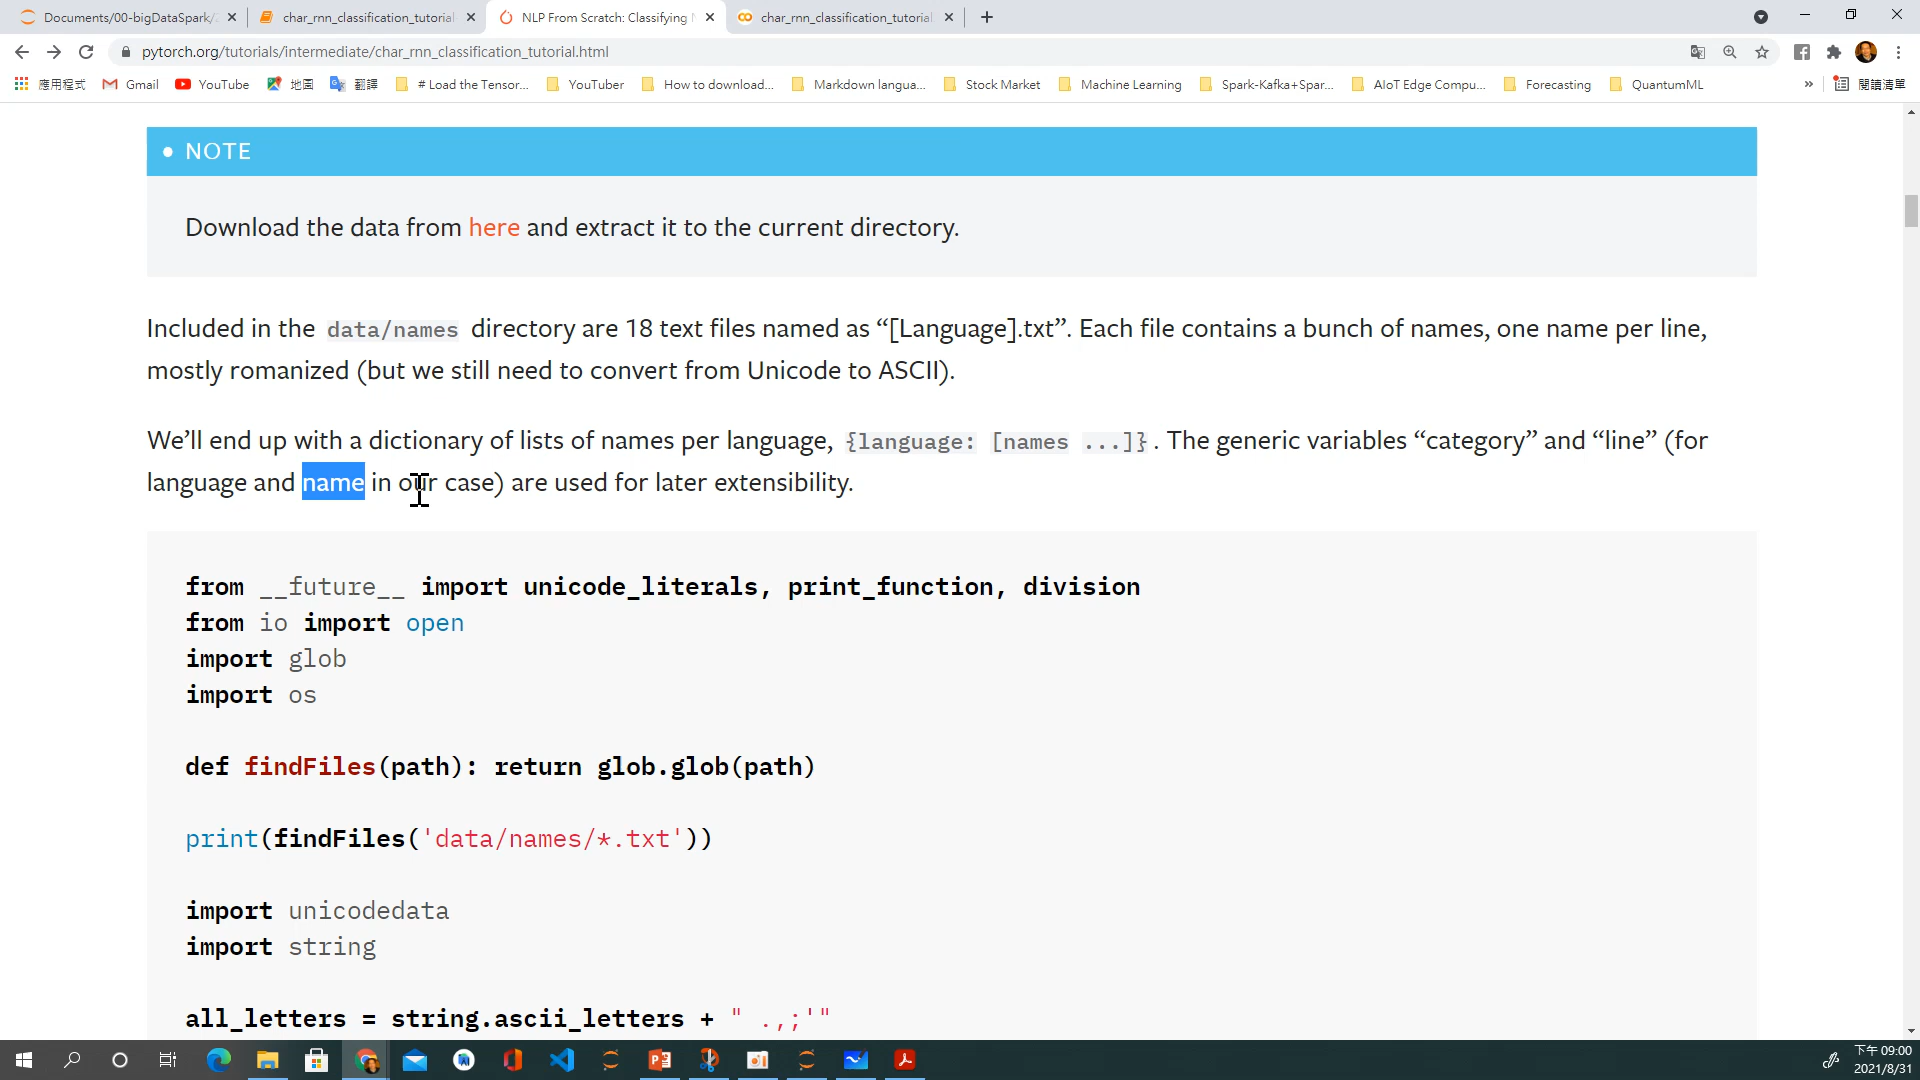 Documents/00-bigDataSpark/
char_rnn_classification_tutorial
NLP From Scratch: Classifying
char_rnn_classification_tutorial
pytorch.org/tutorials/intermediate/char_rnn_classification_tutorial.html
應用程式 Gmail YouTube 地圖 翻譯 # Load the Tensor... YouTuber How to download... Markdown langua... Stock Market Machine Learning Spark-Kafka+Spar... AIoT Edge Compu... Forecasting QuantumML » 閱讀清單
NOTE
Download the data from here and extract it to the current directory.
Included in the data/names directory are 18 text files named as “[Language].txt”. Each file contains a bunch of names, one name per line,
mostly romanized (but we still need to convert from Unicode to ASCII).
We’ll end up with a dictionary of lists of names per language, {language: [names ...]}. The generic variables “category” and “line” (for
language and name in our case) are used for later extensibility.
from __future__ import unicode_literals, print_function, division
from io import open
import glob
import os
def findFiles(path): return glob.glob(path)
print(findFiles('data/names/*.txt'))
import unicodedata
import string
all_letters = string.ascii_letters + " .,;'"
下午 09:00
2021/8/31